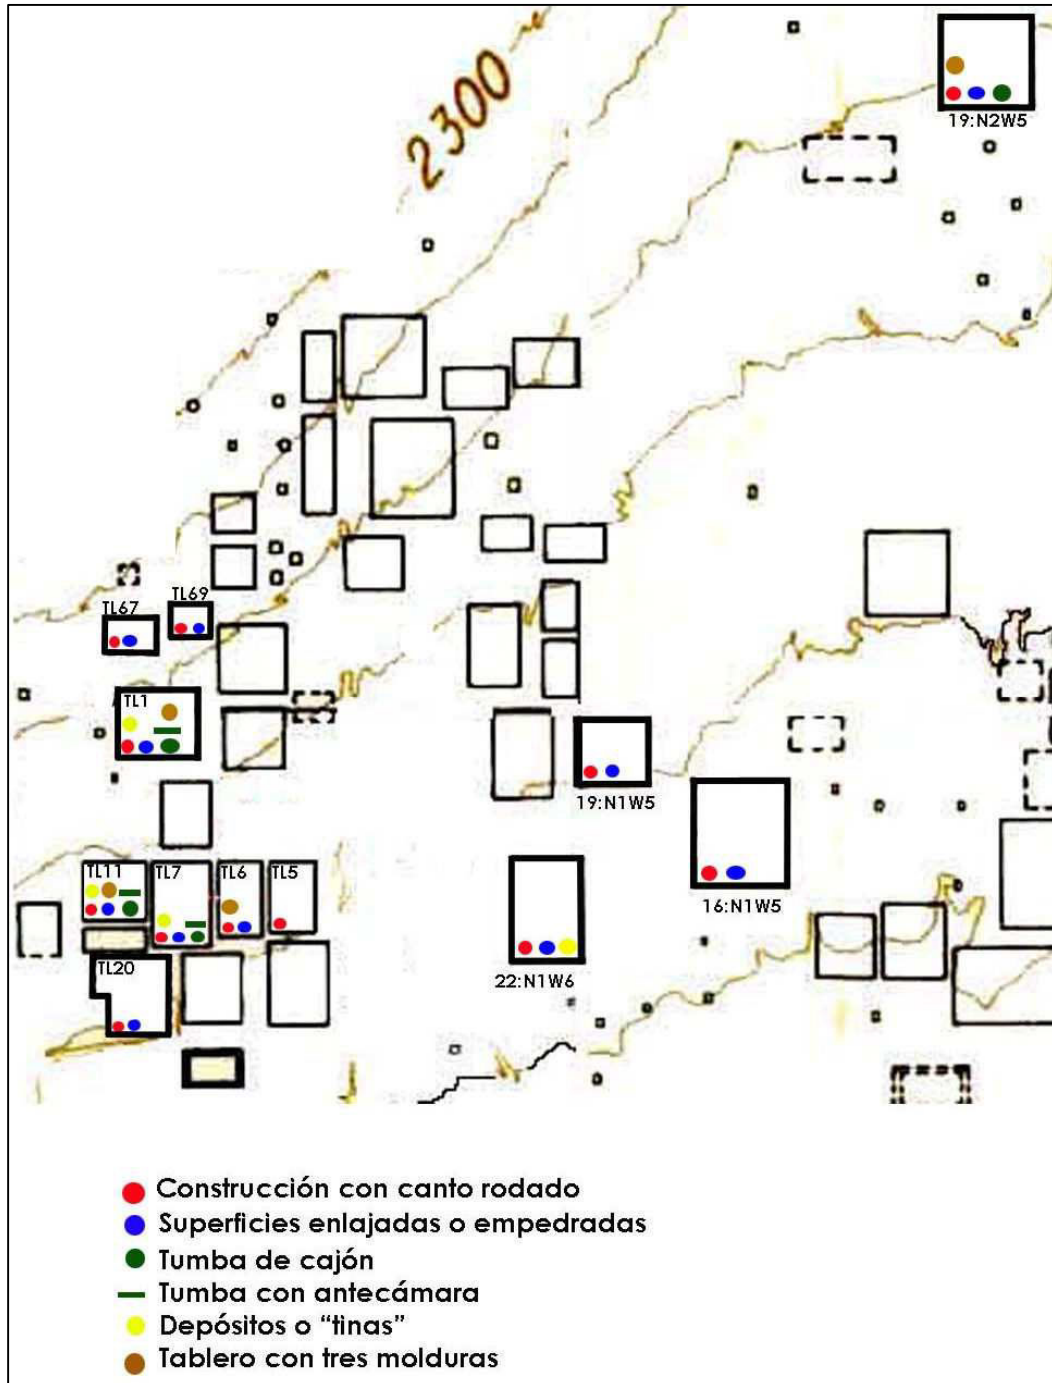 2300
19:N2W5
TL67
TL69
TL1
19:N1W5
16:N1W5
TL11
TL7
TL6
TL5
22:N1W6
TL20
Construcción con canto rodado
Superficies enlajadas o empedradas
Tumba de cajón
Tumba con antecámara
Depósitos o “tinas”
Tablero con tres molduras